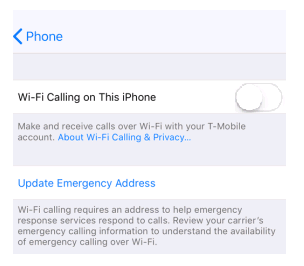 Phone
Wi-Fi Calling on This iPhone
Make and receive calls over Wi-Fi with your T-Mobile
account. About Wi-Fi Calling & Privacy...
Update Emergency Address
Wi-Fi calling requires an address to help emergency
response services respond to calls. Review your carrier's
emergency calling information to understand the availability
of emergency calling over Wi-Fi.